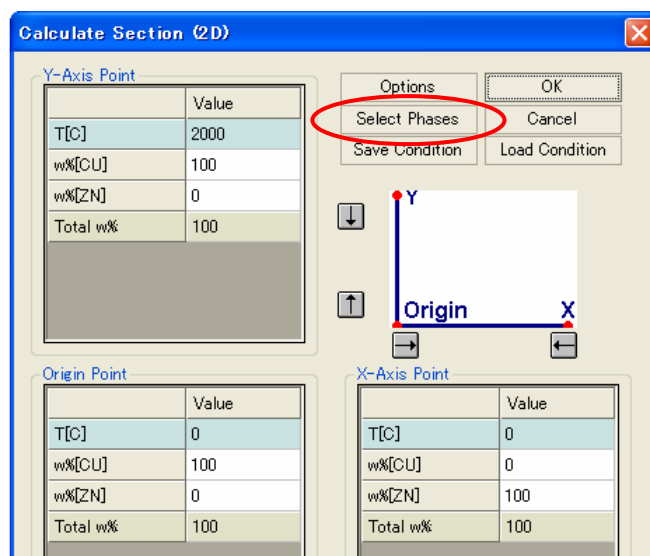 Calculate Section (2D)
Y-Axis Point
Value
T[C] 2000
w%[CU] 100
w%[ZN] 0
Total w% 100
Options OK
Select Phases Cancel
Save Condition Load Condition
Y
Origin X
Origin Point
Value
T[C] 0
w%[CU] 100
w%[ZN] 0
Total w% 100
X-Axis Point
Value
T[C] 0
w%[CU] 0
w%[ZN] 100
Total w% 100